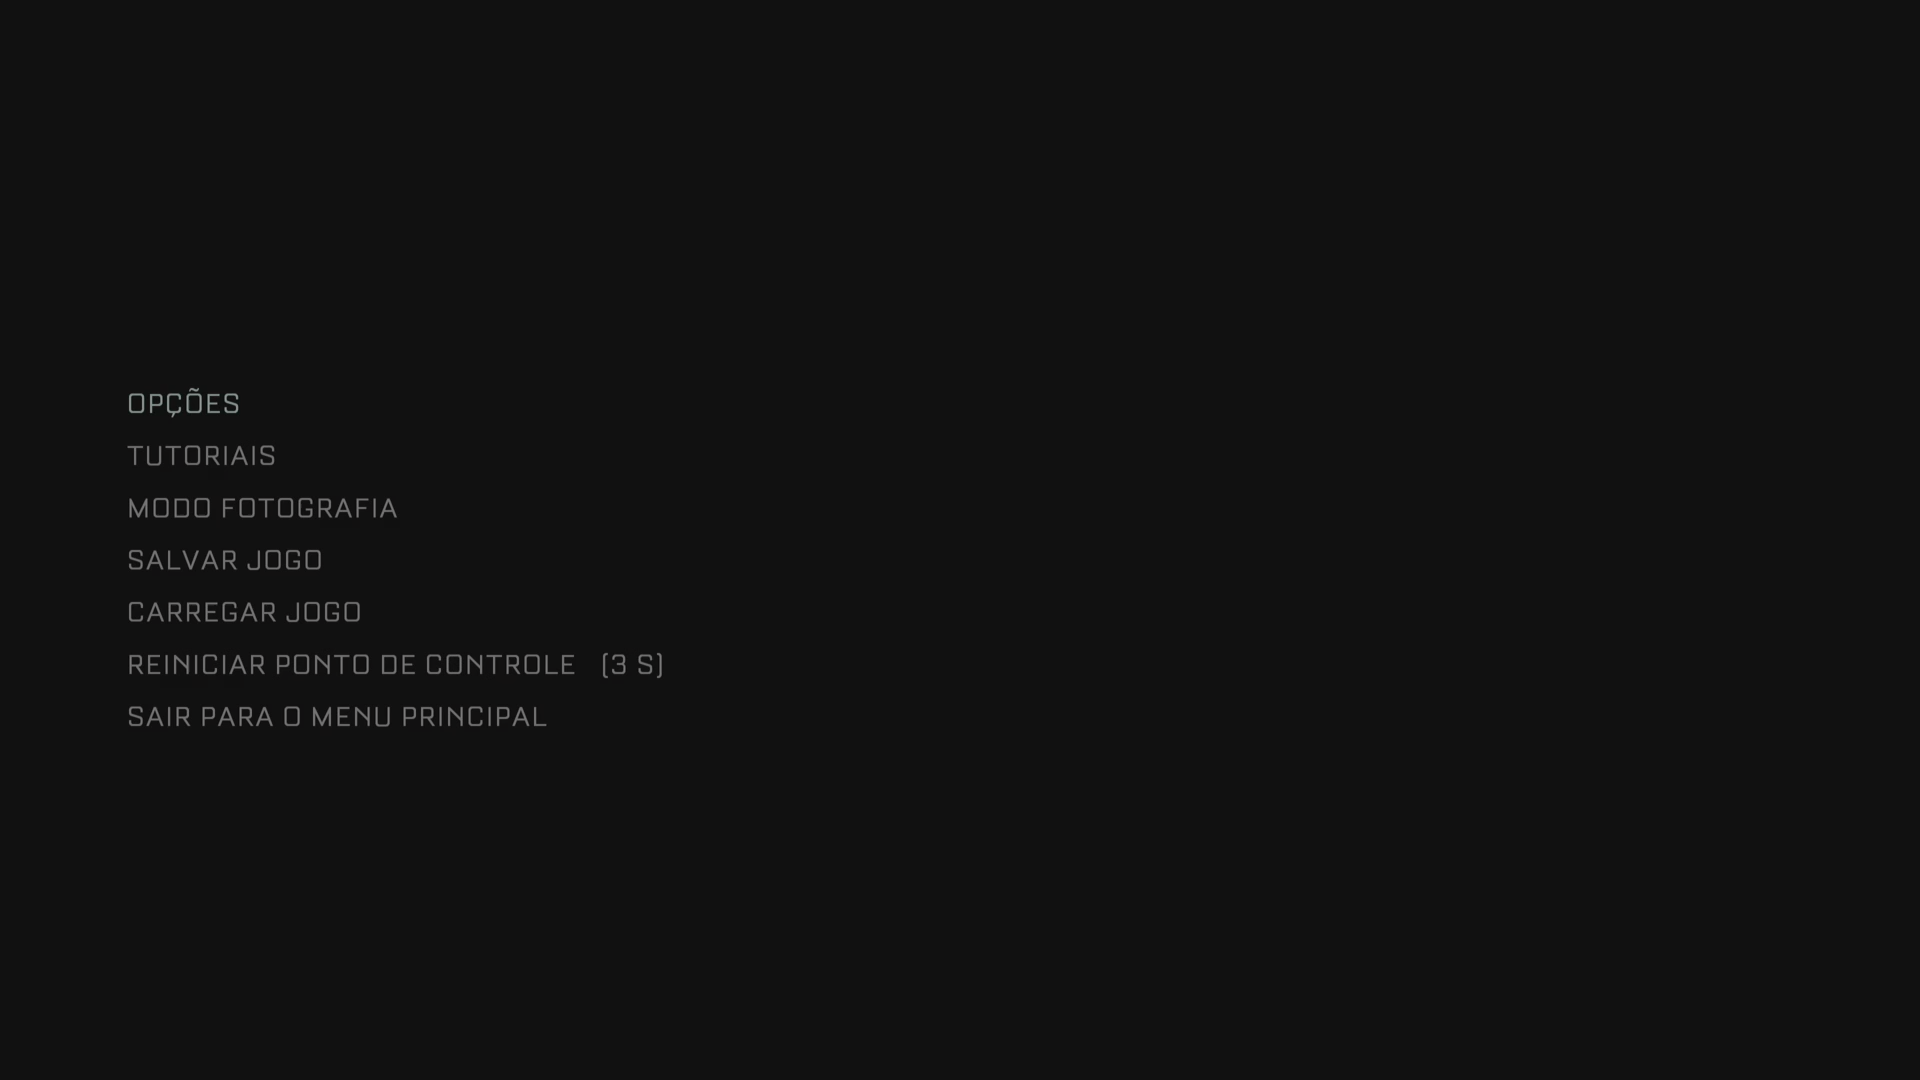 OPÇÕES
TUTORIAIS
MODO FOTOGRAFIA
SALVAR JOGO
CARREGAR JOGO
REINICIAR PONTO DE CONTROLE (3 S)
SAIR PARA O MENU PRINCIPAL